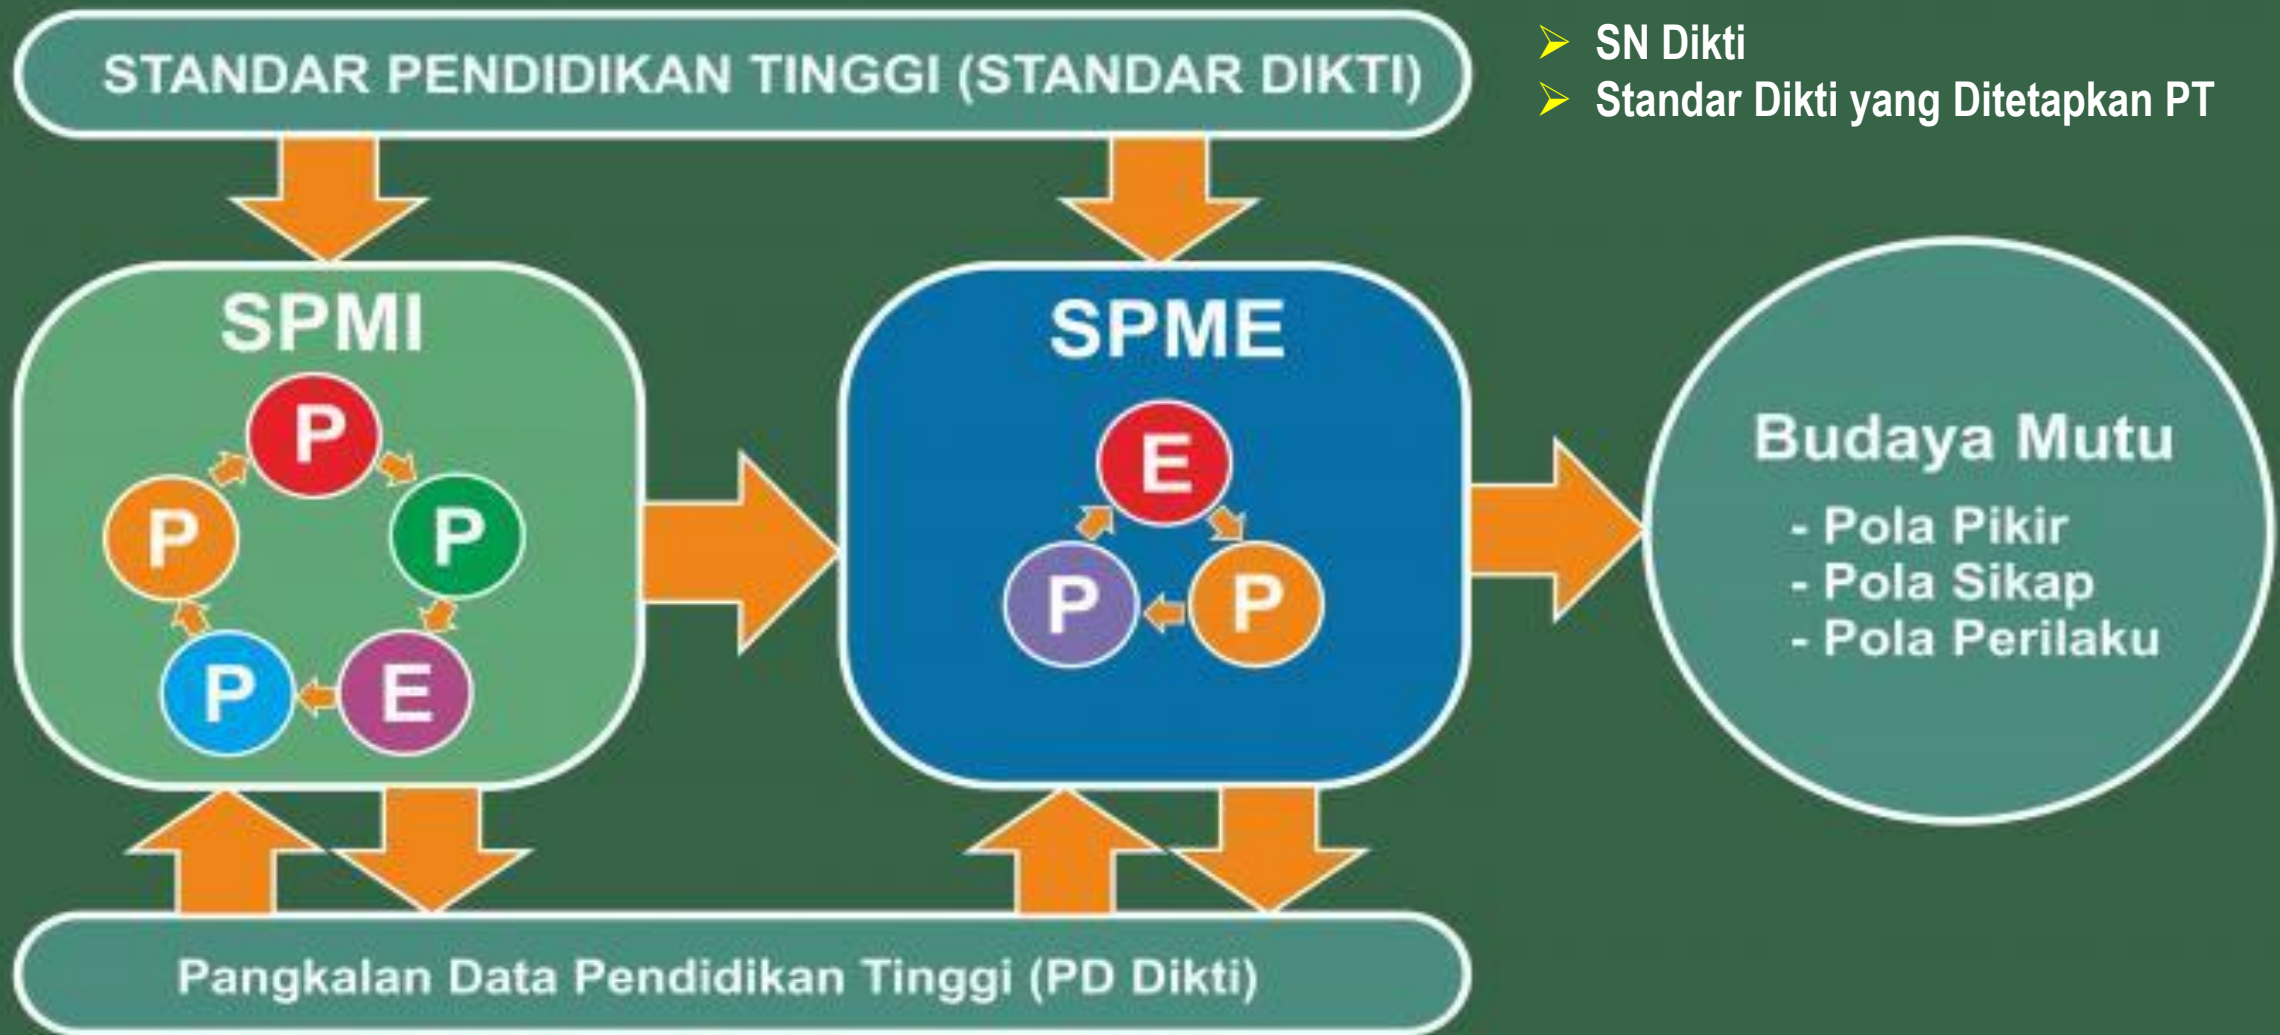 STANDAR PENDIDIKAN TINGGI (STANDAR DIKTI)
➢ SN Dikti
➢ Standar Dikti yang Ditetapkan PT
SPMI
P
P
E
P
P
SPME
E
P
P
Budaya Mutu
- Pola Pikir
- Pola Sikap
- Pola Perilaku
Pangkalan Data Pendidikan Tinggi (PD Dikti)